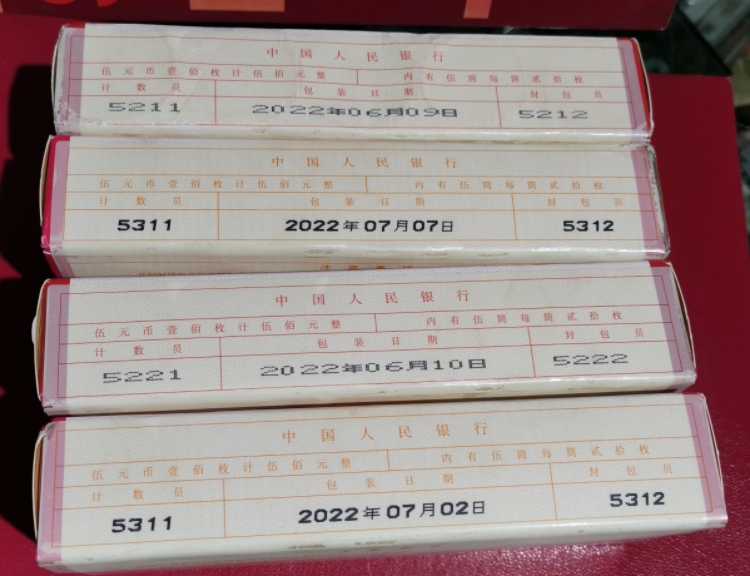 中国人民银行
伍元币壹佰枚计伍佰元整 内有伍筒每筒贰拾枚
计数员 包装日期 封包员
5211 2022年06月09日 5212
中国人民银行
伍元币壹佰枚计伍佰元整 内有伍筒每筒贰拾枚
计数员 包装日期 封包员
5311 2022年07月07日 5312
中国人民银行
伍元币壹佰枚计伍佰元整 内有伍筒每筒贰拾枚
计数员 包装日期 封包员
5221 2022年06月10日 5222
中国人民银行
伍元币壹佰枚计伍佰元整 内有伍筒每筒贰拾枚
计数员 包装日期 封包员
5311 2022年07月02日 5312